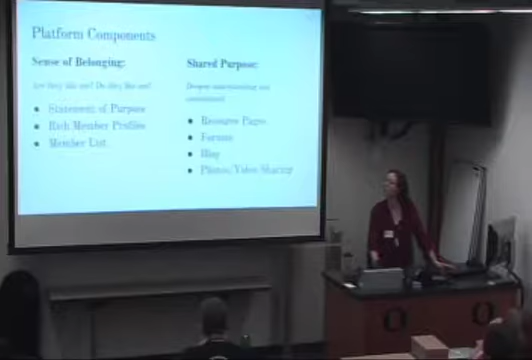 Platform Components
Sense of Belonging:
Are they like me? Do they like me?
Statement of Purpose
Rich Member Profiles
Member List
Shared Purpose:
Deepen understanding and
commitment
Resource Pages
Forums
Blog
Photos/Video Sharing
O
O